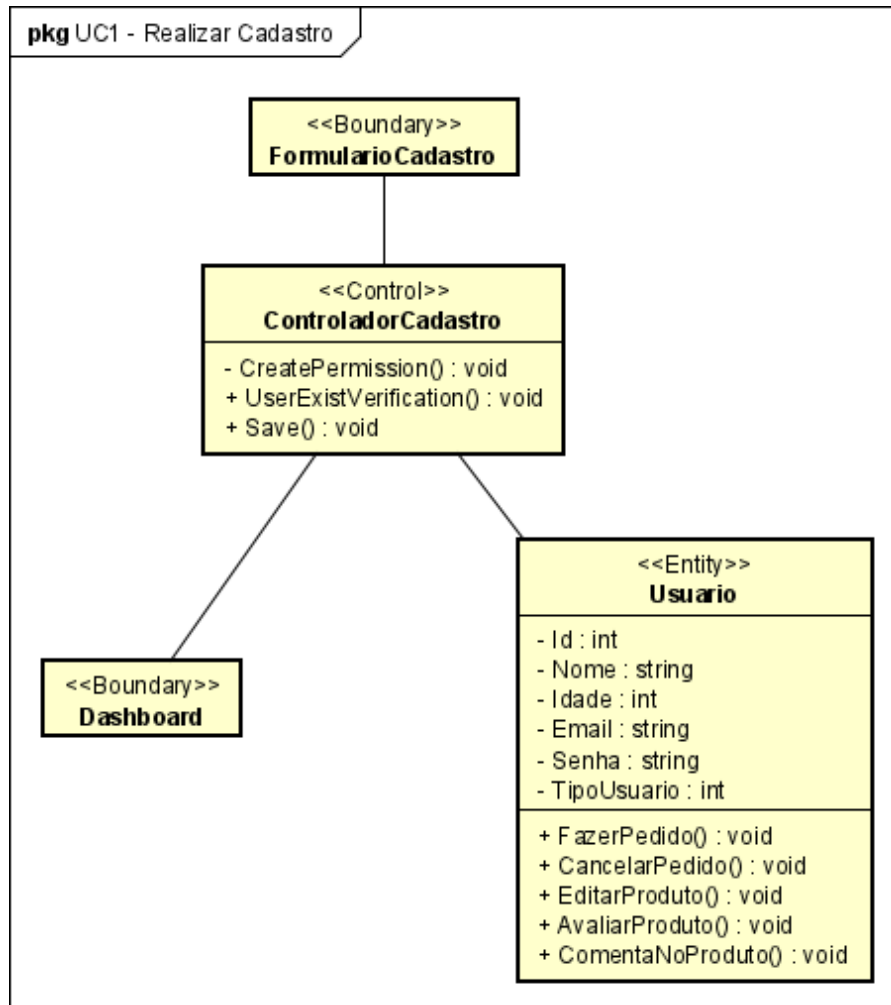 pkg UC1 - Realizar Cadastro
<<Boundary>>
FormularioCadastro
<<Control>>
ControladorCadastro
- CreatePermission() : void
+ UserExistVerification() : void
+ Save() : void
<<Boundary>>
Dashboard
<<Entity>>
Usuario
- Id : int
- Nome : string
- Idade : int
- Email : string
- Senha : string
- TipoUsuario : int
+ FazerPedido() : void
+ CancelarPedido() : void
+ EditarProduto() : void
+ AvaliarProduto() : void
+ ComentaNoProduto() : void